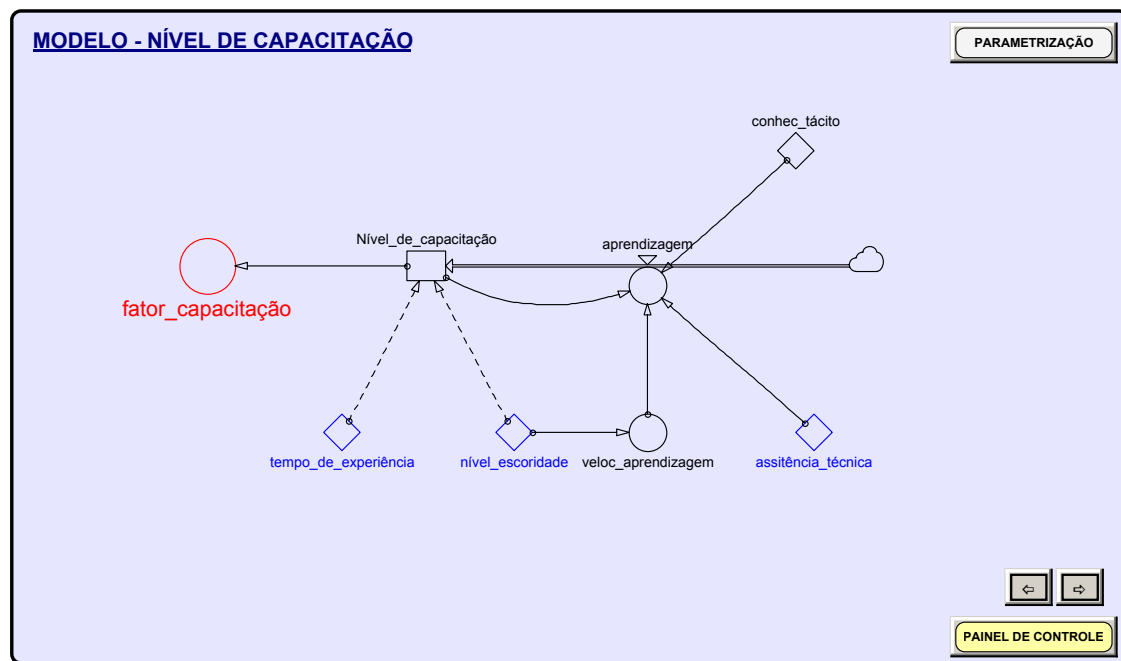 MODELO - NÍVEL DE CAPACITAÇÃO
PARAMETRIZAÇÃO
conhec_tácito
Nível_de_capacitação
aprendizagem
fator_capacitação
tempo_de_experiência
nível_escoridade
veloc_aprendizagem
assitência_técnica
PAINEL DE CONTROLE